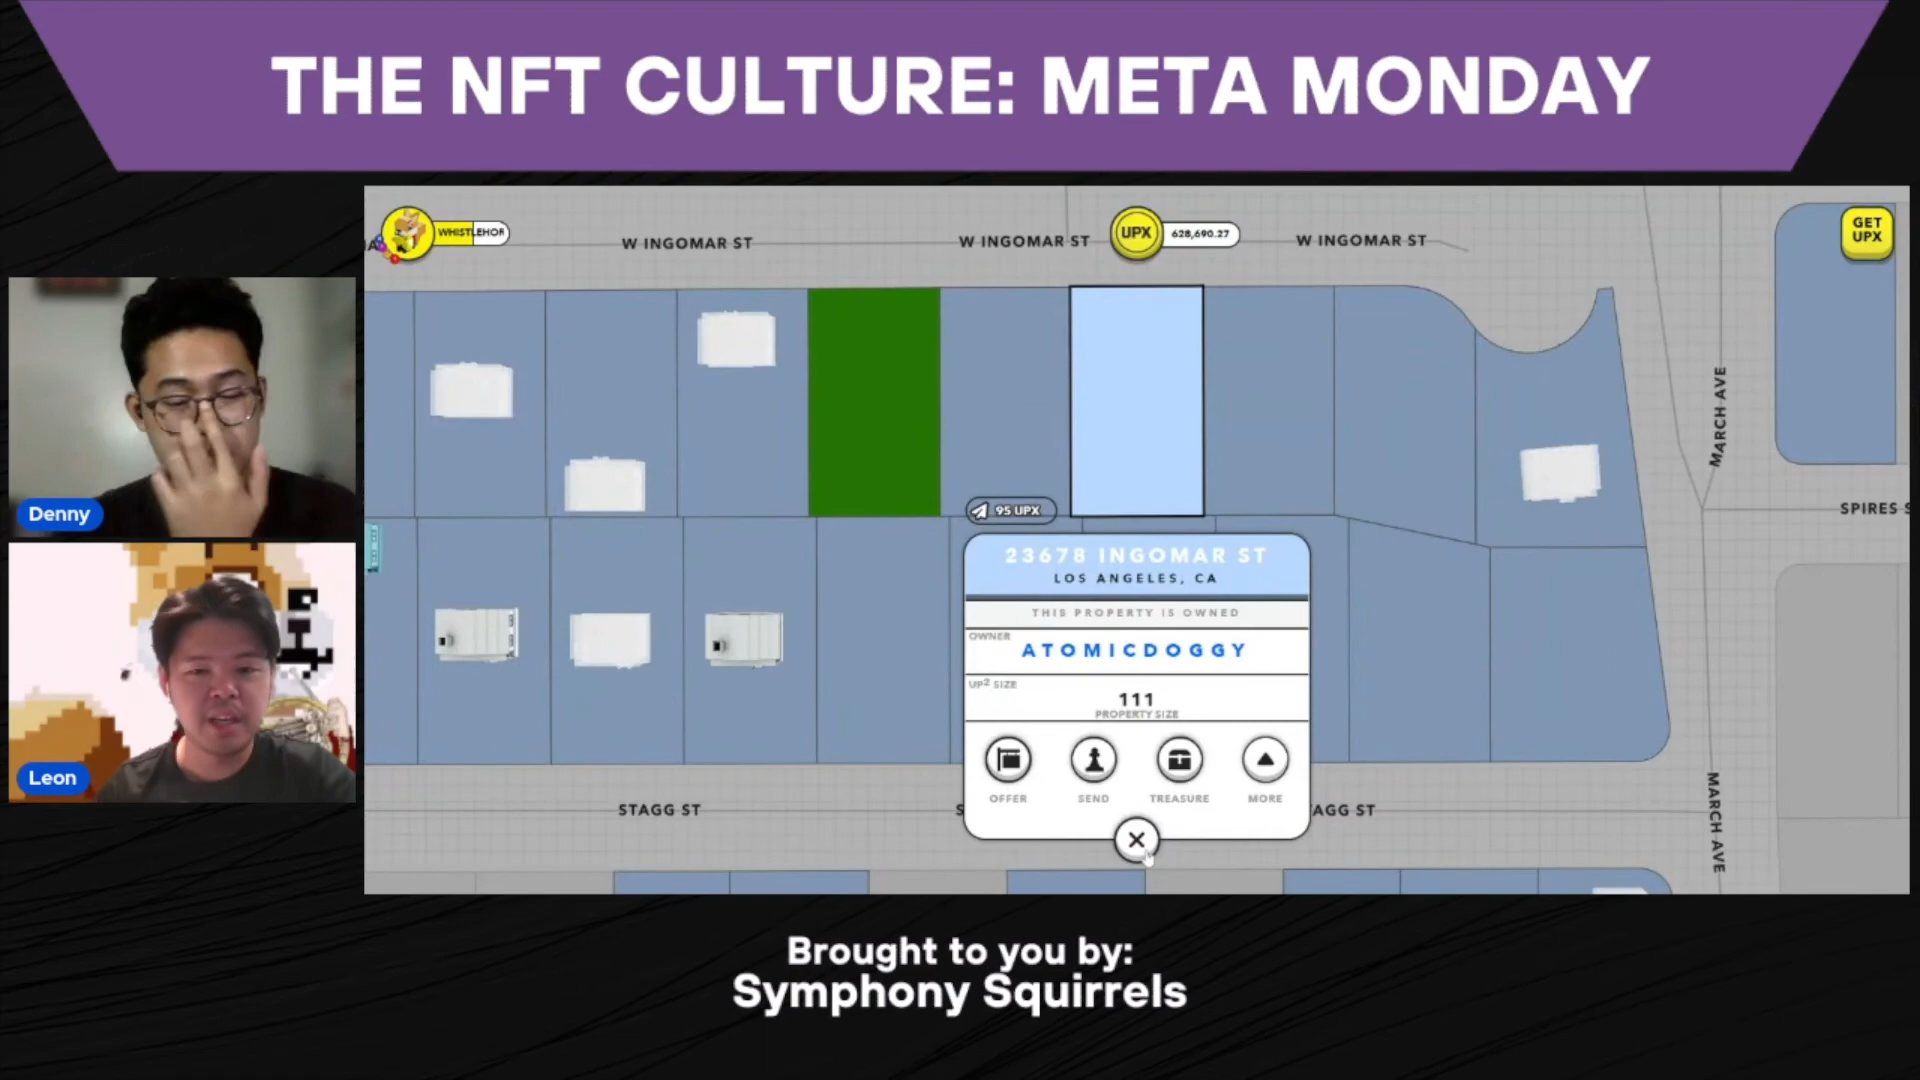 THE NFT CULTURE: META MONDAY
WHISTLEHOR
UPX
628,690.27
GET
UPX
W INGOMAR ST
W INGOMAR ST
W INGOMAR ST
MARCH AVE
SPIRES S
95 UPX
23678 INGOMAR ST
LOS ANGELES, CA
THIS PROPERTY IS OWNED
OWNER
ATOMICDOGGY
UP² SIZE
111
PROPERTY SIZE
OFFER
SEND
TREASURE
MORE
STAGG ST
S
TAGG ST
MARCH AVE
Denny
Leon
Brought to you by:
Symphony Squirrels